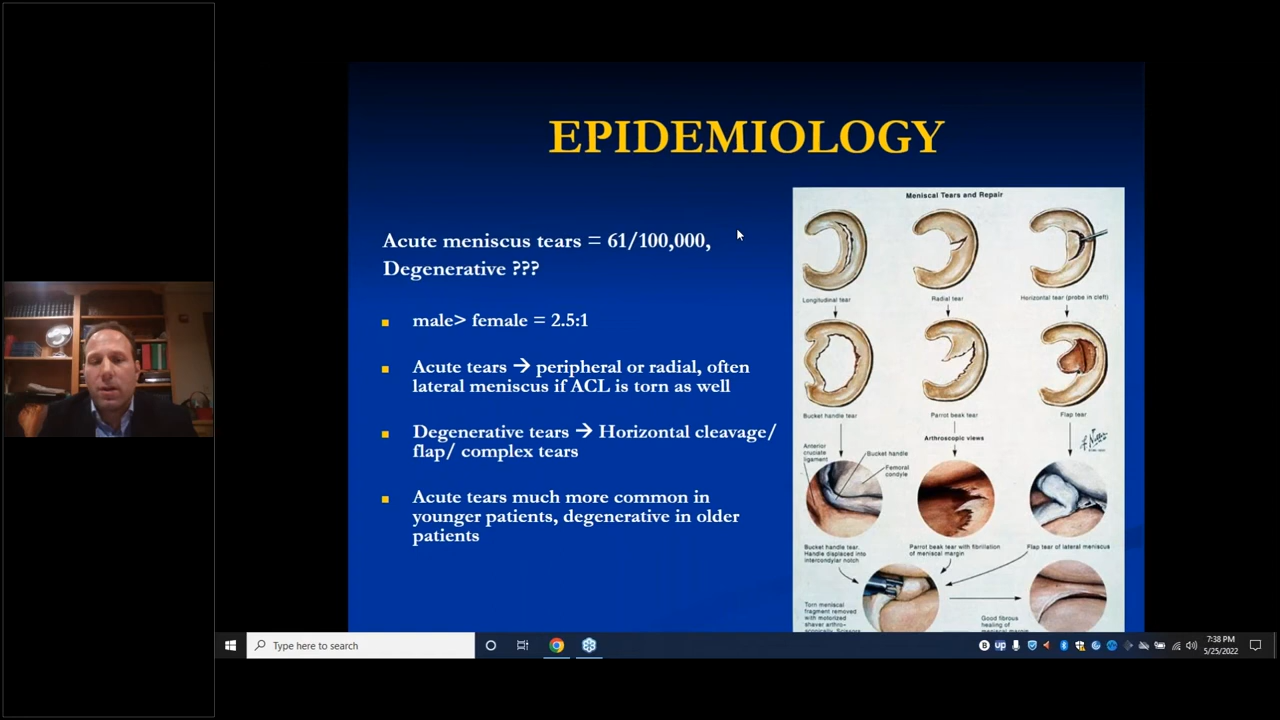 EPIDEMIOLOGY
Acute meniscus tears = 61/100,000,
Degenerative ???
male> female = 2.5:1
Acute tears → peripheral or radial, often
lateral meniscus if ACL is torn as well
Degenerative tears → Horizontal cleavage/
flap/ complex tears
Acute tears much more common in
younger patients, degenerative in older
patients
Meniscal Tears and Repair
Longitudinal tear
Radial tear
Horizontal tear (probe in cleft)
Bucket handle tear
Parrot beak tear
Flap tear
Arthroscopic views
Anterior
cruciate
ligament
Bucket handle
Femoral
condyle
Bucket handle tear.
Handle displaced into
intercondylar notch
Parrot beak tear with fibrillation
of meniscal margin
Flap tear of lateral meniscus
Torn meniscal
fragment removed
with motorized
shaver arthro-
Good fibrous
healing of
Type here to search
7:38 PM
5/25/2022